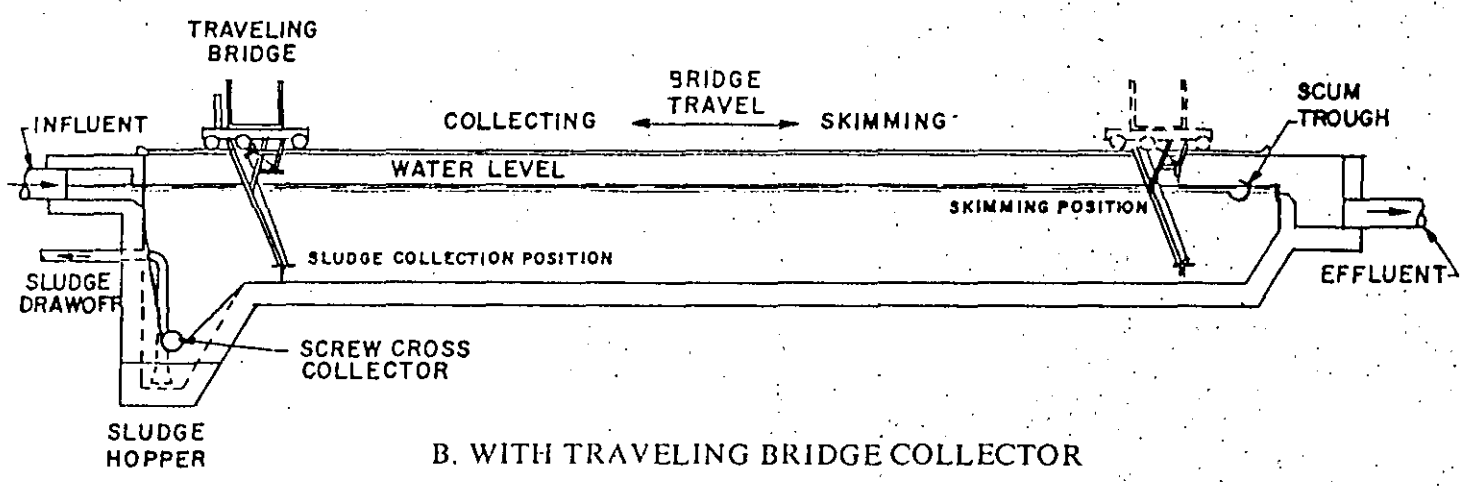 TRAVELING
BRIDGE
BRIDGE
TRAVEL
COLLECTING
SKIMMING
SCUM
TROUGH
INFLUENT
WATER LEVEL
SKIMMING POSITION
SLUDGE COLLECTION POSITION
SLUDGE
DRAWOFF
EFFLUENT
SCREW CROSS
COLLECTOR
SLUDGE
HOPPER
B. WITH TRAVELING BRIDGE COLLECTOR